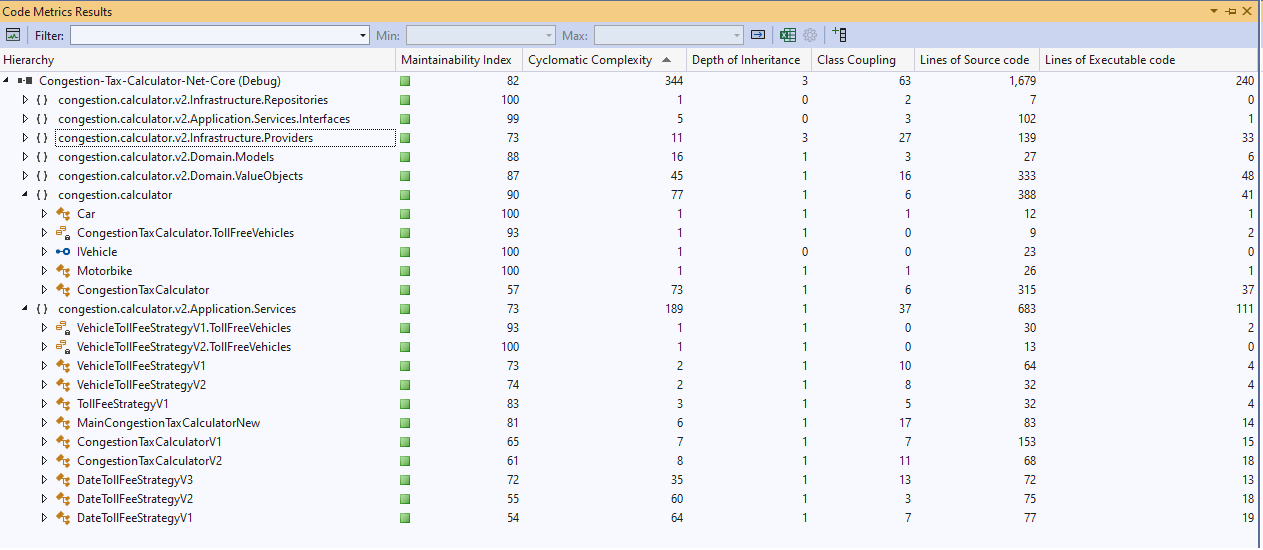 Code Metrics Results
Filter: Min: Max:
Hierarchy Maintainability Index Cyclomatic Complexity Depth of Inheritance Class Coupling Lines of Source code Lines of Executable code
Congestion-Tax-Calculator-Net-Core (Debug) 82 344 3 63 1,679 240
{ } congestion.calculator.v2.Infrastructure.Repositories 100 1 0 2 7 0
{ } congestion.calculator.v2.Application.Services.Interfaces 99 5 0 3 102 1
{ } congestion.calculator.v2.Infrastructure.Providers 73 11 3 27 139 33
{ } congestion.calculator.v2.Domain.Models 88 16 1 3 27 6
{ } congestion.calculator.v2.Domain.ValueObjects 87 45 1 16 333 48
{ } congestion.calculator 90 77 1 6 388 41
Car 100 1 1 1 12 1
CongestionTaxCalculator.TollFreeVehicles 93 1 1 0 9 2
IVehicle 100 1 0 0 23 0
Motorbike 100 1 1 1 26 1
CongestionTaxCalculator 57 73 1 6 315 37
{ } congestion.calculator.v2.Application.Services 73 189 1 37 683 111
VehicleTollFeeStrategyV1.TollFreeVehicles 93 1 1 0 30 2
VehicleTollFeeStrategyV2.TollFreeVehicles 100 1 1 0 13 0
VehicleTollFeeStrategyV1 73 2 1 10 64 4
VehicleTollFeeStrategyV2 74 2 1 8 32 4
TollFeeStrategyV1 83 3 1 5 32 4
MainCongestionTaxCalculatorNew 81 6 1 17 83 14
CongestionTaxCalculatorV1 65 7 1 7 153 15
CongestionTaxCalculatorV2 61 8 1 11 68 18
DateTollFeeStrategyV3 72 35 1 13 72 13
DateTollFeeStrategyV2 55 60 1 3 75 18
DateTollFeeStrategyV1 54 64 1 7 77 19